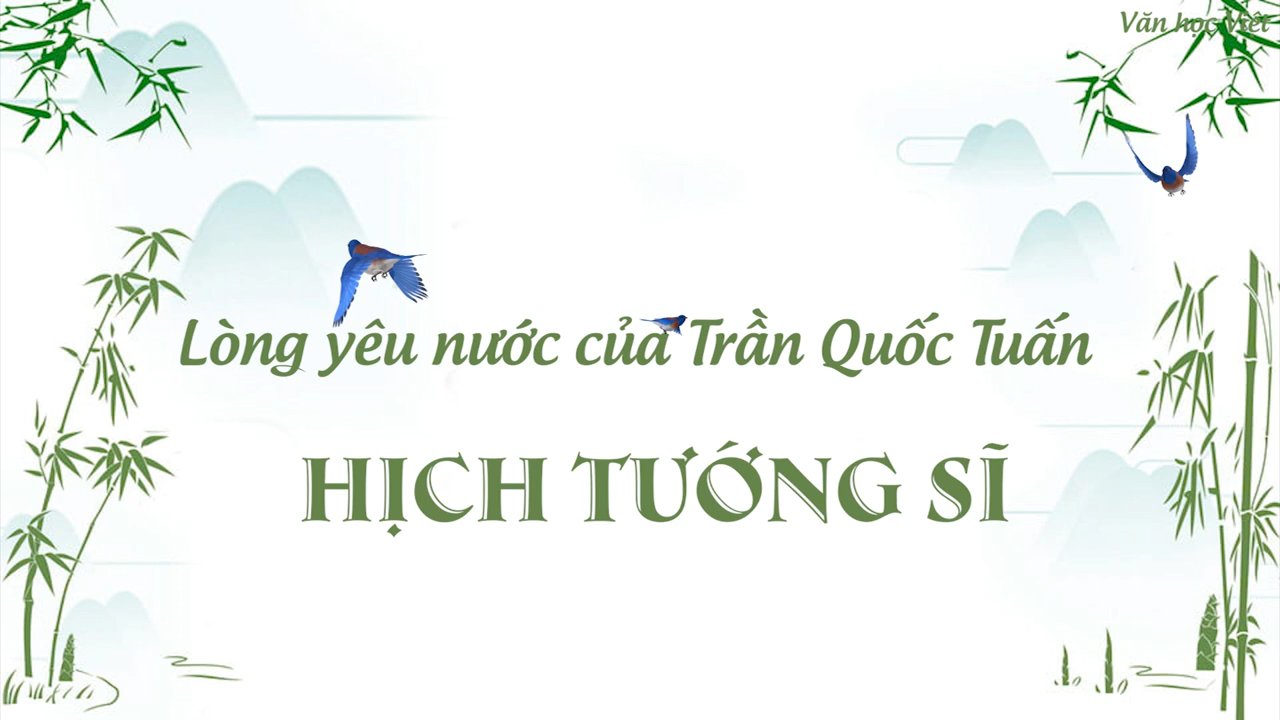 Văn học Việt
Lòng yêu nước của Trần Quốc Tuấn
HỊCH TƯỚNG SĨ